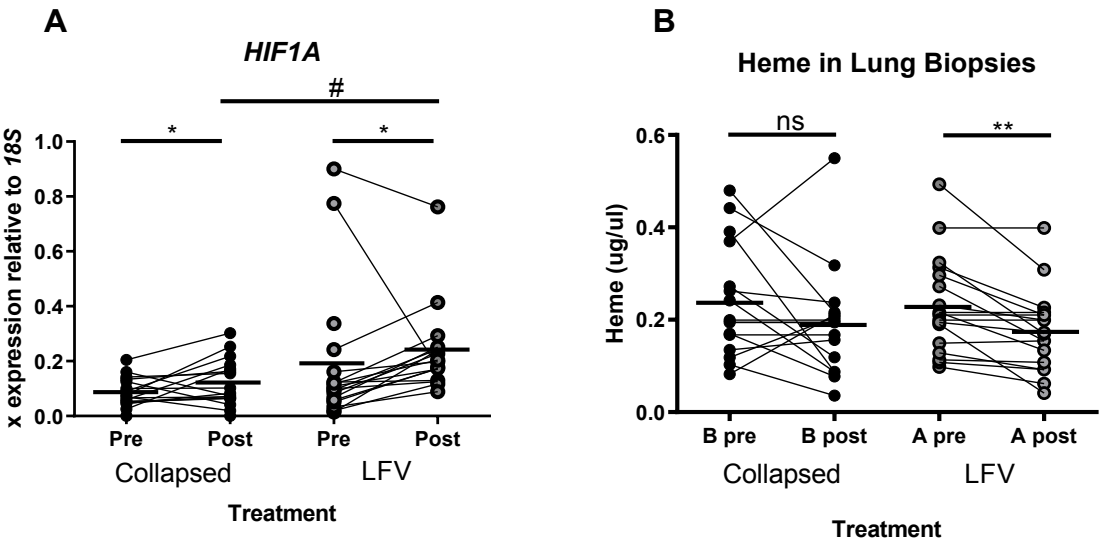 A
HIF1A
#
* *
x expression relative to 18S
1.0
0.8
0.6
0.4
0.2
0.0
Pre Post Pre Post
Collapsed LFV
Treatment
B
Heme in Lung Biopsies
ns **
Heme (ug/ul)
0.6
0.4
0.2
0.0
B pre B post A pre A post
Collapsed LFV
Treatment